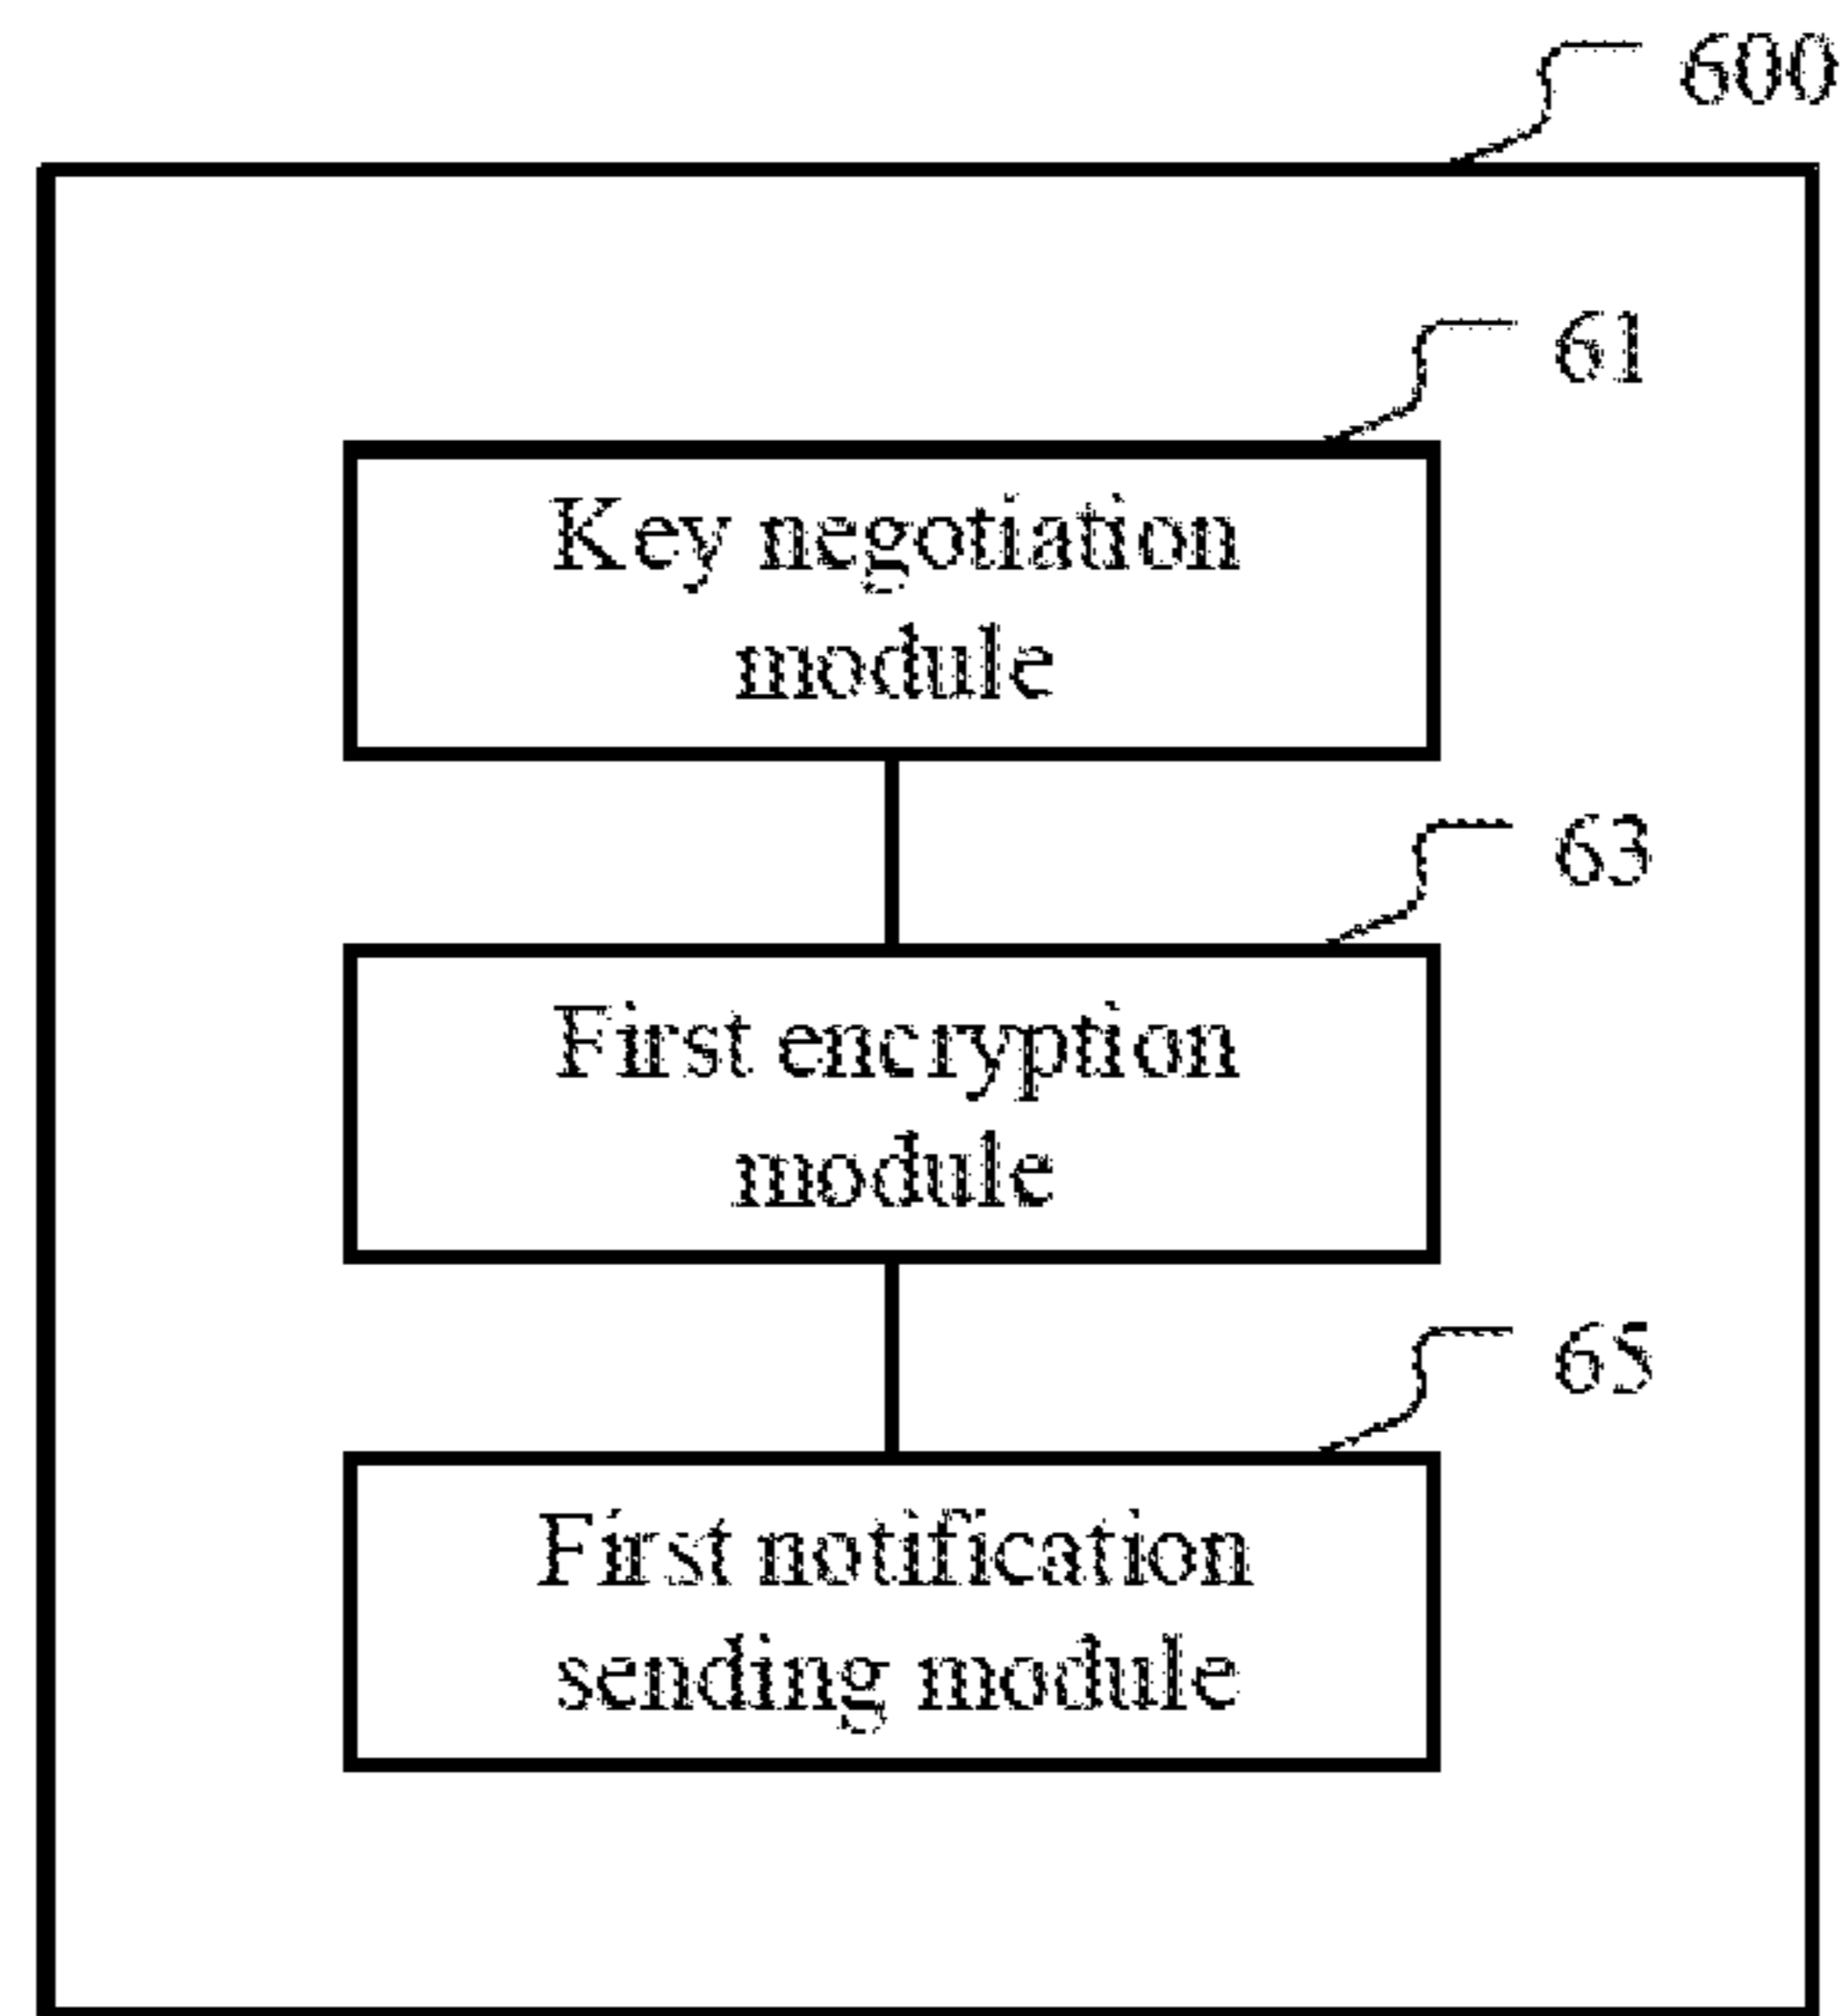 600
61
Key negotiation
module
63
First encryption
module
65
First notification
sending module